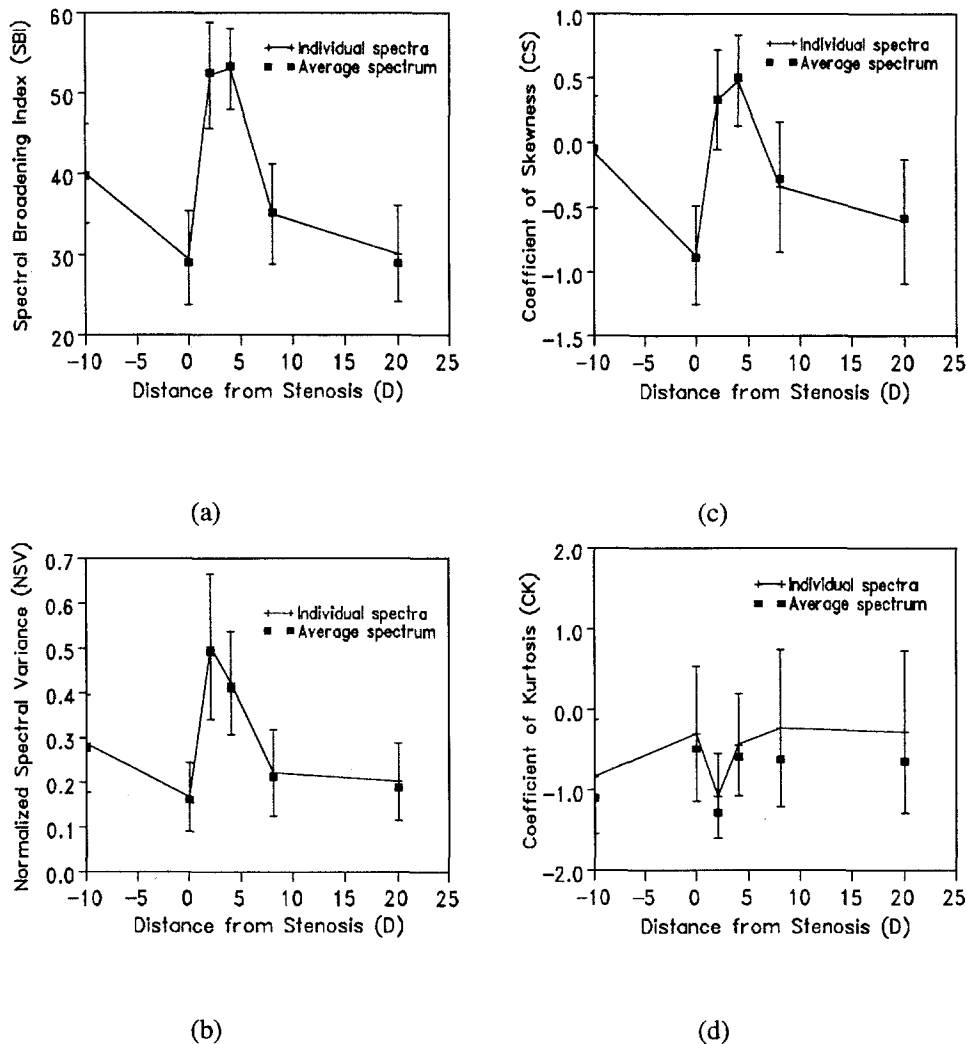 60
50
40
30
20
Spectral Broadening Index (SBI)
Individual spectra
Average spectrum
-10 -5 0 5 10 15 20 25
Distance from Stenosis (D)
(a)
1.0
0.5
0.0
-0.5
-1.0
-1.5
Coefficient of Skewness (CS)
Individual spectra
Average spectrum
-10 -5 0 5 10 15 20 25
Distance from Stenosis (D)
(c)
0.7
0.6
0.5
0.4
0.3
0.2
0.1
0.0
Normalized Spectral Variance (NSV)
Individual spectra
Average spectrum
-10 -5 0 5 10 15 20 25
Distance from Stenosis (D)
(b)
2.0
1.0
-0.0
-1.0
-2.0
Coefficient of Kurtosis (CK)
Individual spectra
Average spectrum
-10 -5 0 5 10 15 20 25
Distance from Stenosis (D)
(d)